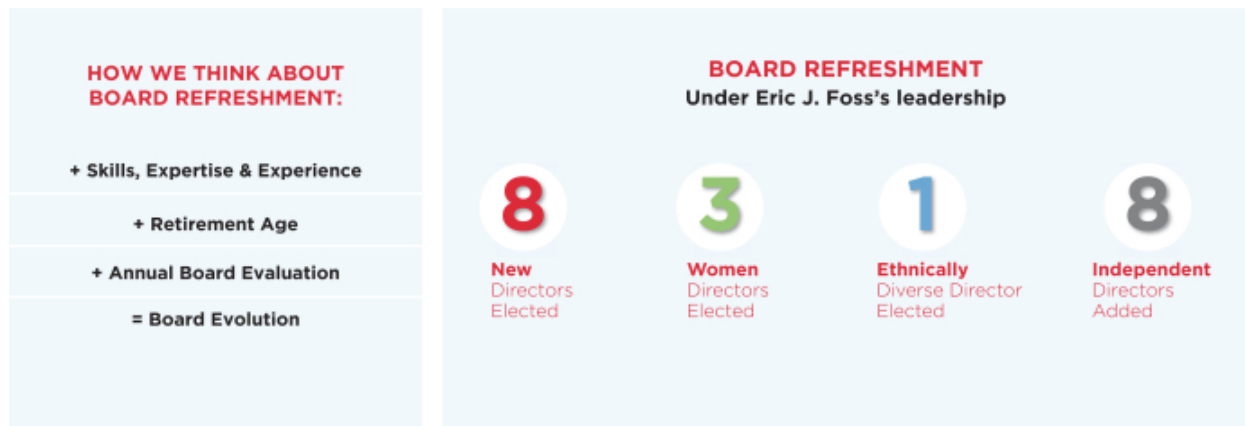 HOW WE THINK ABOUT
BOARD REFRESHMENT:
+ Skills, Expertise & Experience
+ Retirement Age
+ Annual Board Evaluation
= Board Evolution
BOARD REFRESHMENT
Under Eric J. Foss’s leadership
8
New
Directors
Elected
3
Women
Directors
Elected
1
Ethnically
Diverse Director
Elected
8
Independent
Directors
Added